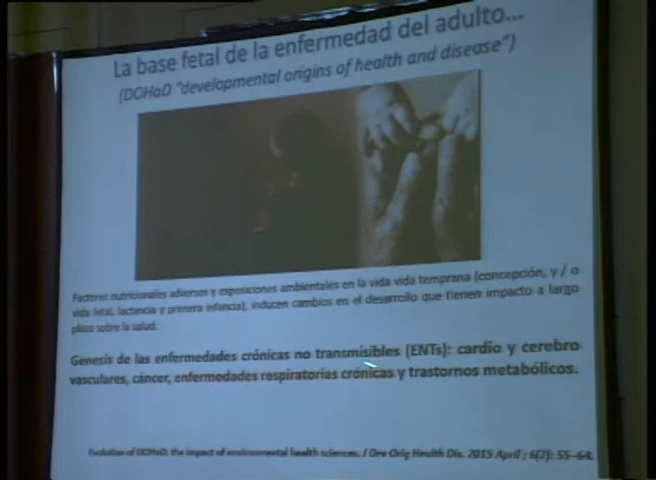 La base fetal de la enfermedad del adulto...
(DOHaD "developmental origins of health and disease")
Factores nutricionales adversos y exposiciones ambientales en la vida vida temprana (concepción, y / o
vida fetal, lactancia y primera infancia), inducen cambios en el desarrollo que tienen impacto a largo
plazo sobre la salud.
Genesis de las enfermedades crónicas no transmisibles (ENTs): cardio y cerebro
vasculares, cáncer, enfermedades respiratorias crónicas y trastornos metabólicos.
Evolution of DOHaD: the impact of environmental health sciences. J Dev Orig Health Dis. 2015 April ; 6(2): 55–64.